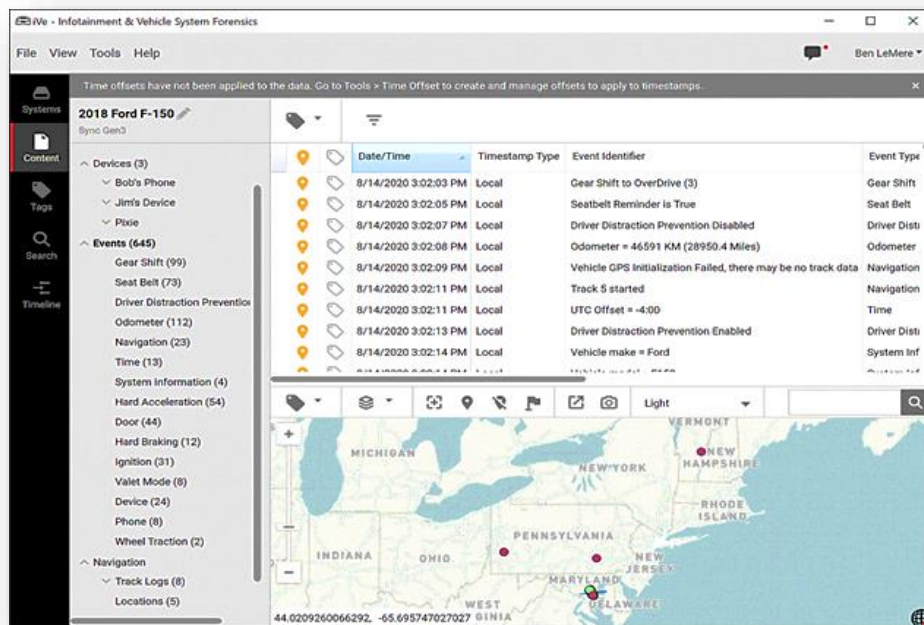 iVe - Infotainment & Vehicle System Forensics
File View Tools Help
Ben LeMere
Time offsets have not been applied to the data. Go to Tools > Time Offset to create and manage offsets to apply to timestamps.
Systems
Content
Tags
Search
Timeline
2018 Ford F-150
Sync Gen3
Devices (3)
Bob's Phone
Jim's Device
Pixie
Events (645)
Gear Shift (99)
Seat Belt (73)
Driver Distraction Prevention
Odometer (112)
Navigation (23)
Time (13)
System Information (4)
Hard Acceleration (54)
Door (44)
Hard Braking (12)
Ignition (31)
Valet Mode (8)
Device (24)
Phone (8)
Wheel Traction (2)
Navigation
Track Logs (8)
Locations (5)
Date/Time Timestamp Type Event Identifier Event Type
8/14/2020 3:02:03 PM Local Gear Shift to OverDrive (3) Gear Shift
8/14/2020 3:02:05 PM Local Seatbelt Reminder is True Seat Belt
8/14/2020 3:02:07 PM Local Driver Distraction Prevention Disabled Driver Distr
8/14/2020 3:02:08 PM Local Odometer = 46591 KM (28950.4 Miles) Odometer
8/14/2020 3:02:09 PM Local Vehicle GPS Initialization Failed, there may be no track data Navigation
8/14/2020 3:02:11 PM Local Track 5 started Navigation
8/14/2020 3:02:11 PM Local UTC Offset = -4:00 Time
8/14/2020 3:02:13 PM Local Driver Distraction Prevention Enabled Driver Distr
8/14/2020 3:02:14 PM Local Vehicle make = Ford System Inf
Light
VERMONT
MICHIGAN
NEW HAMPSHIRE
NEW YORK
RHODE ISLAND
PENNSYLVANIA
INDIANA
OHIO
NEW JERSEY
MARYLAND
DELAWARE
WEST GINIA
44.0209260066292, -65.695747027027